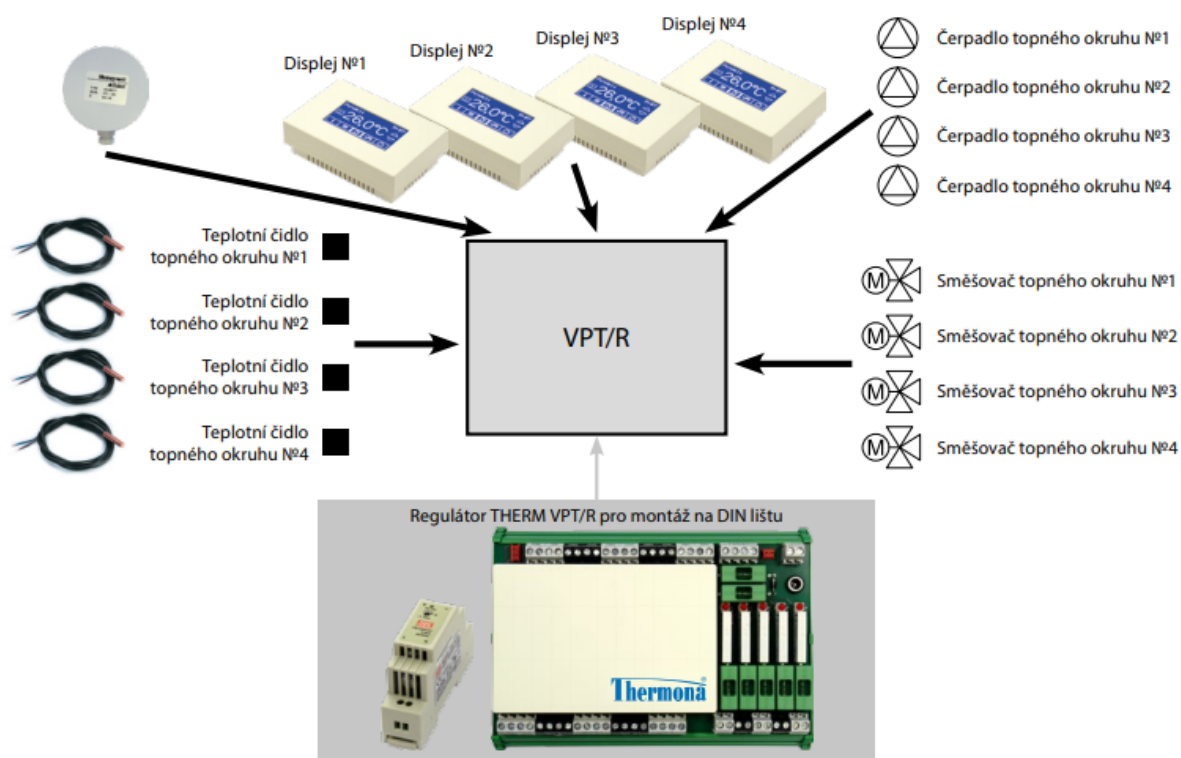 Displej №1
Displej №2
Displej №3
Displej №4
Čerpadlo topného okruhu №1
Čerpadlo topného okruhu №2
Čerpadlo topného okruhu №3
Čerpadlo topného okruhu №4
Honeywell
26.0°C
26.0°C
26.0°C
26.0°C
Teplotní čidlo
topného okruhu №1
Teplotní čidlo
topného okruhu №2
Teplotní čidlo
topného okruhu №3
Teplotní čidlo
topného okruhu №4
VPT/R
M
Směšovač topného okruhu №1
M
Směšovač topného okruhu №2
M
Směšovač topného okruhu №3
M
Směšovač topného okruhu №4
Regulátor THERM VPT/R pro montáž na DIN lištu
Thermona®